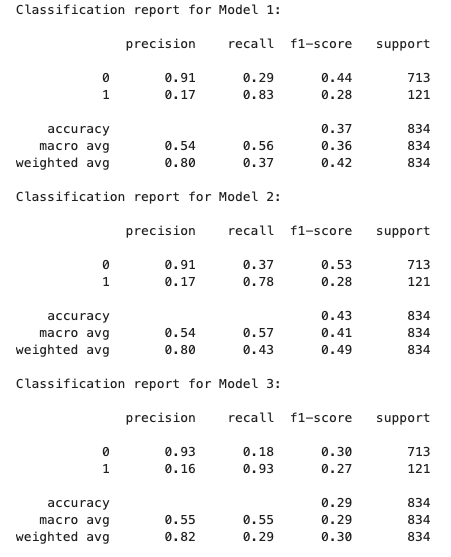 Classification report for Model 1:
precision recall f1-score support
0 0.91 0.29 0.44 713
1 0.17 0.83 0.28 121
accuracy 0.37 834
macro avg 0.54 0.56 0.36 834
weighted avg 0.80 0.37 0.42 834
Classification report for Model 2:
precision recall f1-score support
0 0.91 0.37 0.53 713
1 0.17 0.78 0.28 121
accuracy 0.43 834
macro avg 0.54 0.57 0.41 834
weighted avg 0.80 0.43 0.49 834
Classification report for Model 3:
precision recall f1-score support
0 0.93 0.18 0.30 713
1 0.16 0.93 0.27 121
accuracy 0.29 834
macro avg 0.55 0.55 0.29 834
weighted avg 0.82 0.29 0.30 834